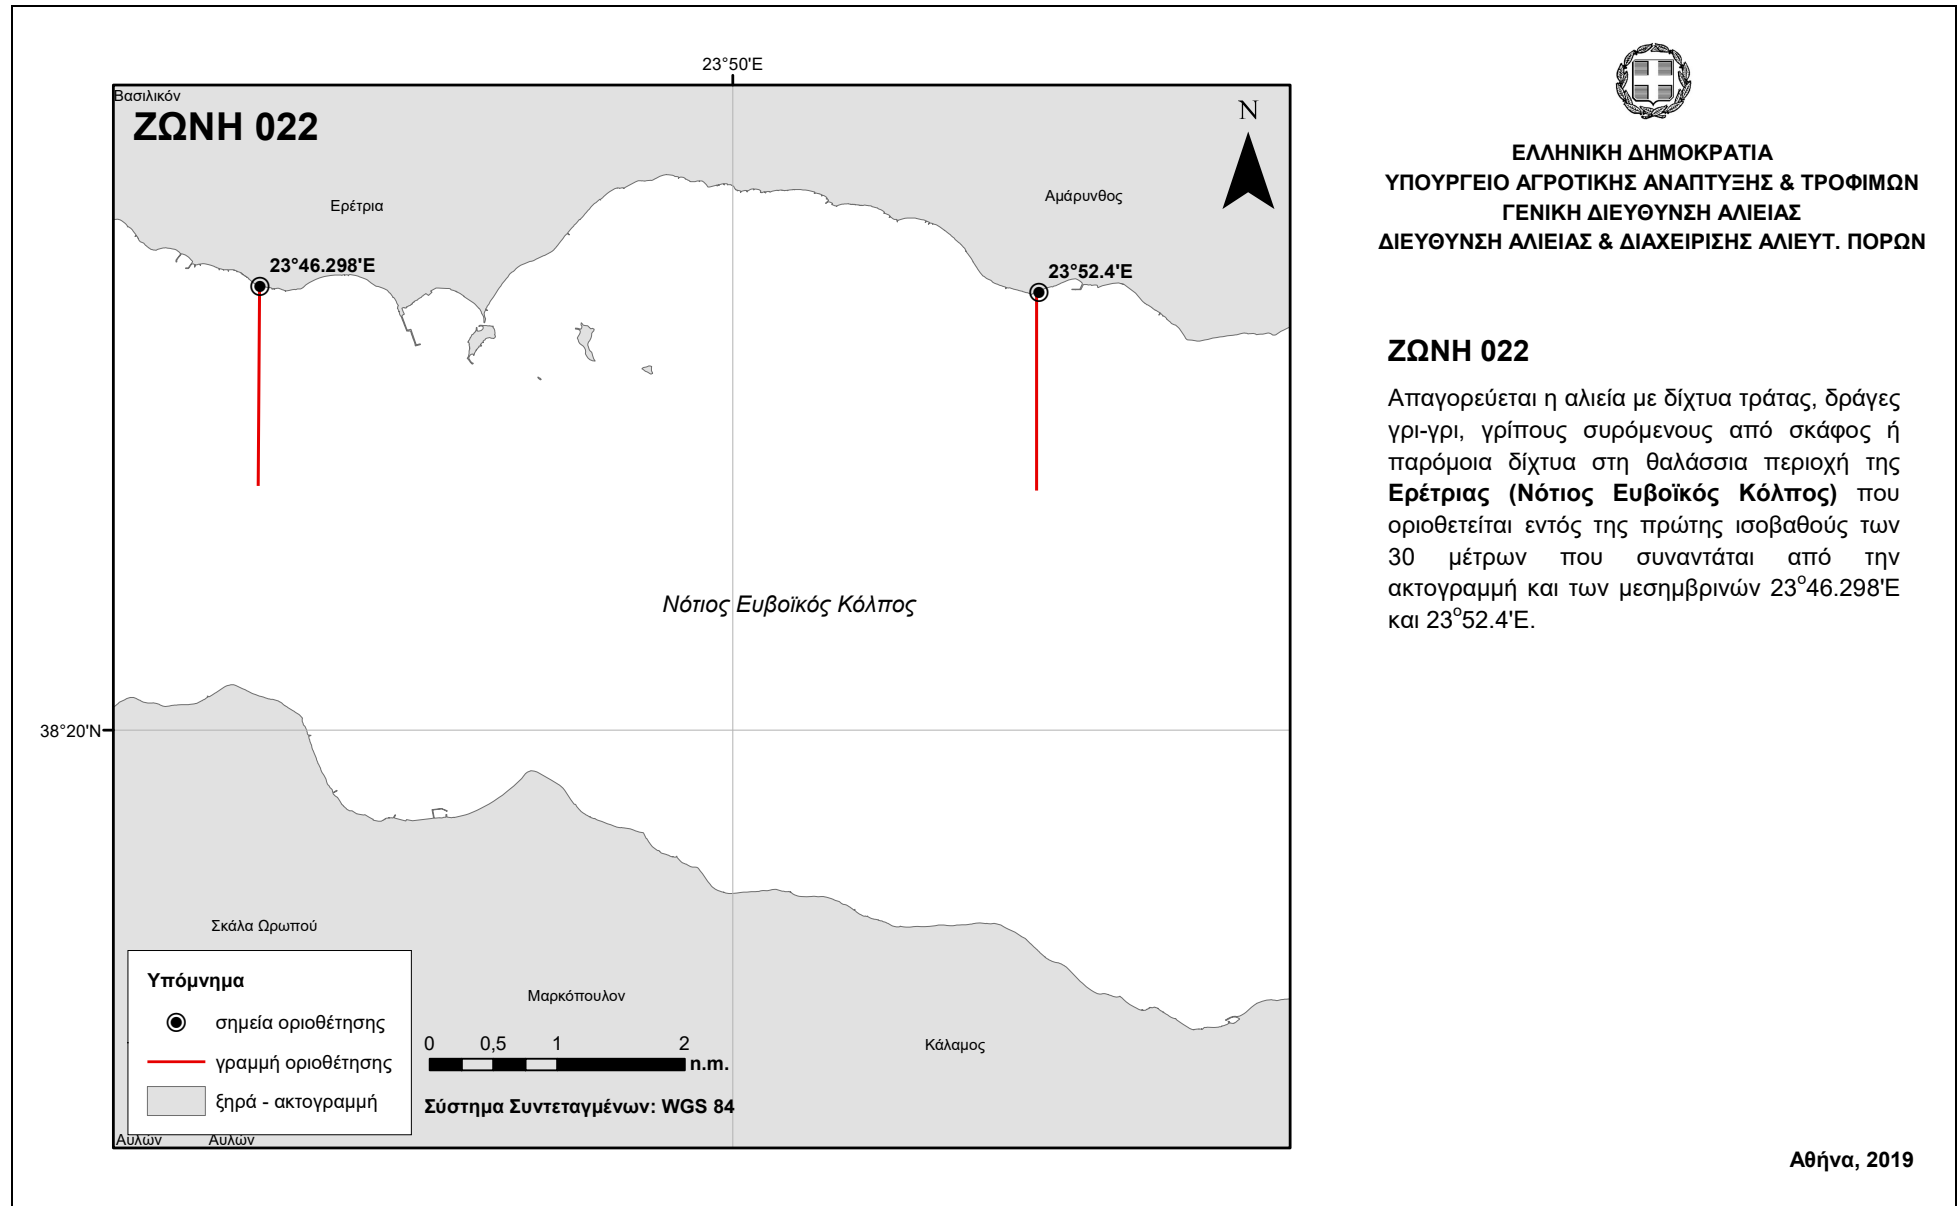 23°50'E
Βασιλικόν
ΖΩΝΗ 022
N
Ερέτρια
Αμάρυνθος
23°46.298'E
23°52.4'E
Νότιος Ευβοϊκός Κόλπος
38°20'N
Σκάλα Ωρωπού
Μαρκόπουλον
Κάλαμος
Υπόμνημα
σημεία οριοθέτησης
γραμμή οριοθέτησης
ξηρά - ακτογραμμή
0 0,5 1 2
n.m.
Σύστημα Συντεταγμένων: WGS 84
Αυλών Αυλών
ΕΛΛΗΝΙΚΗ ΔΗΜΟΚΡΑΤΙΑ
ΥΠΟΥΡΓΕΙΟ ΑΓΡΟΤΙΚΗΣ ΑΝΑΠΤΥΞΗΣ & ΤΡΟΦΙΜΩΝ
ΓΕΝΙΚΗ ΔΙΕΥΘΥΝΣΗ ΑΛΙΕΙΑΣ
ΔΙΕΥΘΥΝΣΗ ΑΛΙΕΙΑΣ & ΔΙΑΧΕΙΡΙΣΗΣ ΑΛΙΕΥΤ. ΠΟΡΩΝ
ΖΩΝΗ 022
Απαγορεύεται η αλιεία με δίχτυα τράτας, δράγες
γρι-γρι, γρίπους συρόμενους από σκάφος ή
παρόμοια δίχτυα στη θαλάσσια περιοχή της
Ερέτριας (Νότιος Ευβοϊκός Κόλπος) που
οριοθετείται εντός της πρώτης ισοβαθούς των
30 μέτρων που συναντάται από την
ακτογραμμή και των μεσημβρινών 23°46.298'E
και 23°52.4'E.
Αθήνα, 2019